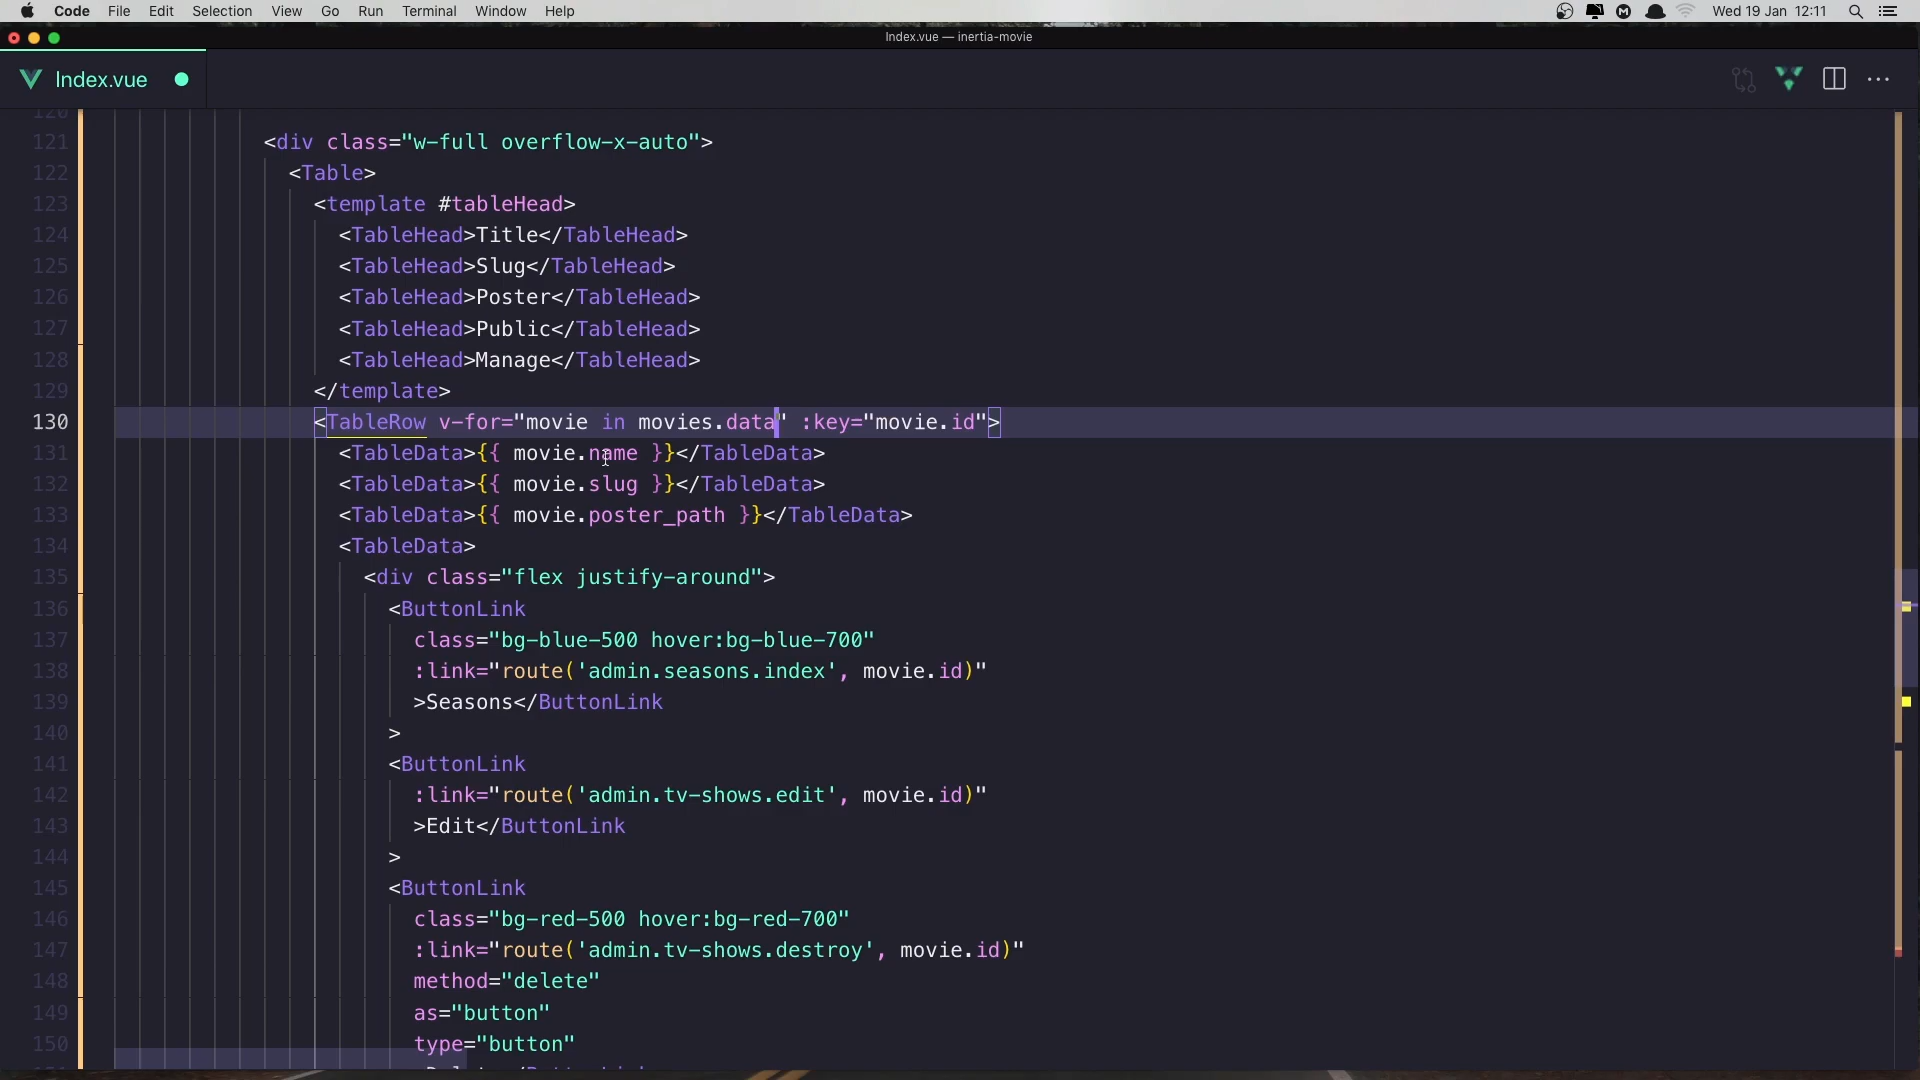 Code File Edit Selection View Go Run Terminal Window Help Wed 19 Jan 12:11
Index.vue — inertia-movie
Index.vue
120
121 <div class="w-full overflow-x-auto">
122 <Table>
123 <template #tableHead>
124 <TableHead>Title</TableHead>
125 <TableHead>Slug</TableHead>
126 <TableHead>Poster</TableHead>
127 <TableHead>Public</TableHead>
128 <TableHead>Manage</TableHead>
129 </template>
130 <TableRow v-for="movie in movies.data" :key="movie.id">
131 <TableData>{{ movie.name }}</TableData>
132 <TableData>{{ movie.slug }}</TableData>
133 <TableData>{{ movie.poster_path }}</TableData>
134 <TableData>
135 <div class="flex justify-around">
136 <ButtonLink
137 class="bg-blue-500 hover:bg-blue-700"
138 :link="route('admin.seasons.index', movie.id)"
139 >Seasons</ButtonLink
140 >
141 <ButtonLink
142 :link="route('admin.tv-shows.edit', movie.id)"
143 >Edit</ButtonLink
144 >
145 <ButtonLink
146 class="bg-red-500 hover:bg-red-700"
147 :link="route('admin.tv-shows.destroy', movie.id)"
148 method="delete"
149 as="button"
150 type="button"